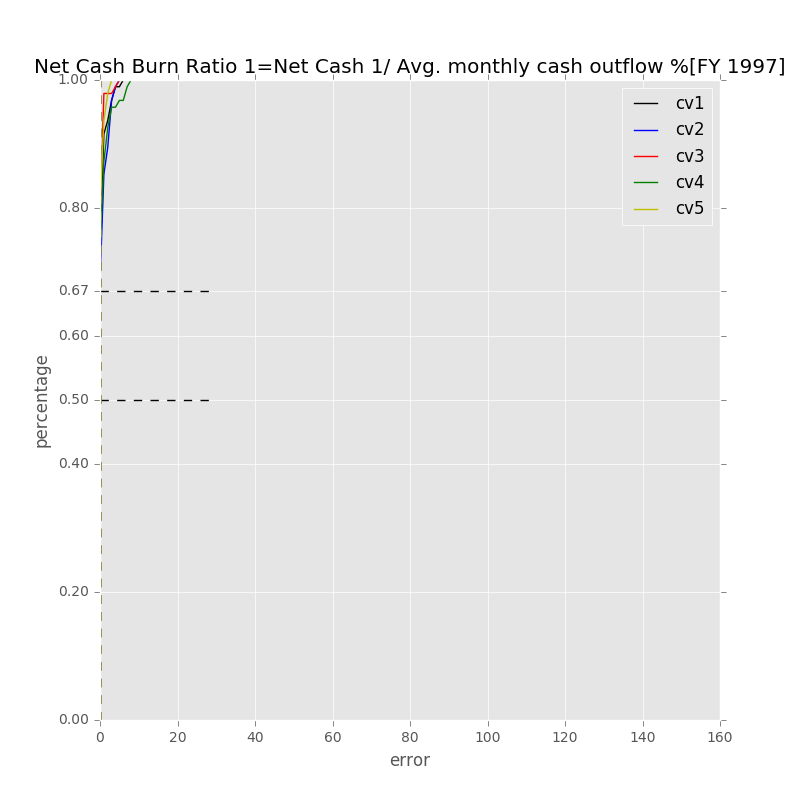 Net Cash Burn Ratio 1=Net Cash 1/ Avg. monthly cash outflow %[FY 1997]
1.00
cv1
cv2
cv3
cv4
cv5
0.80
0.67
0.60
percentage
0.50
0.40
0.20
0.00
0 20 40 60 80 100 120 140 160
error